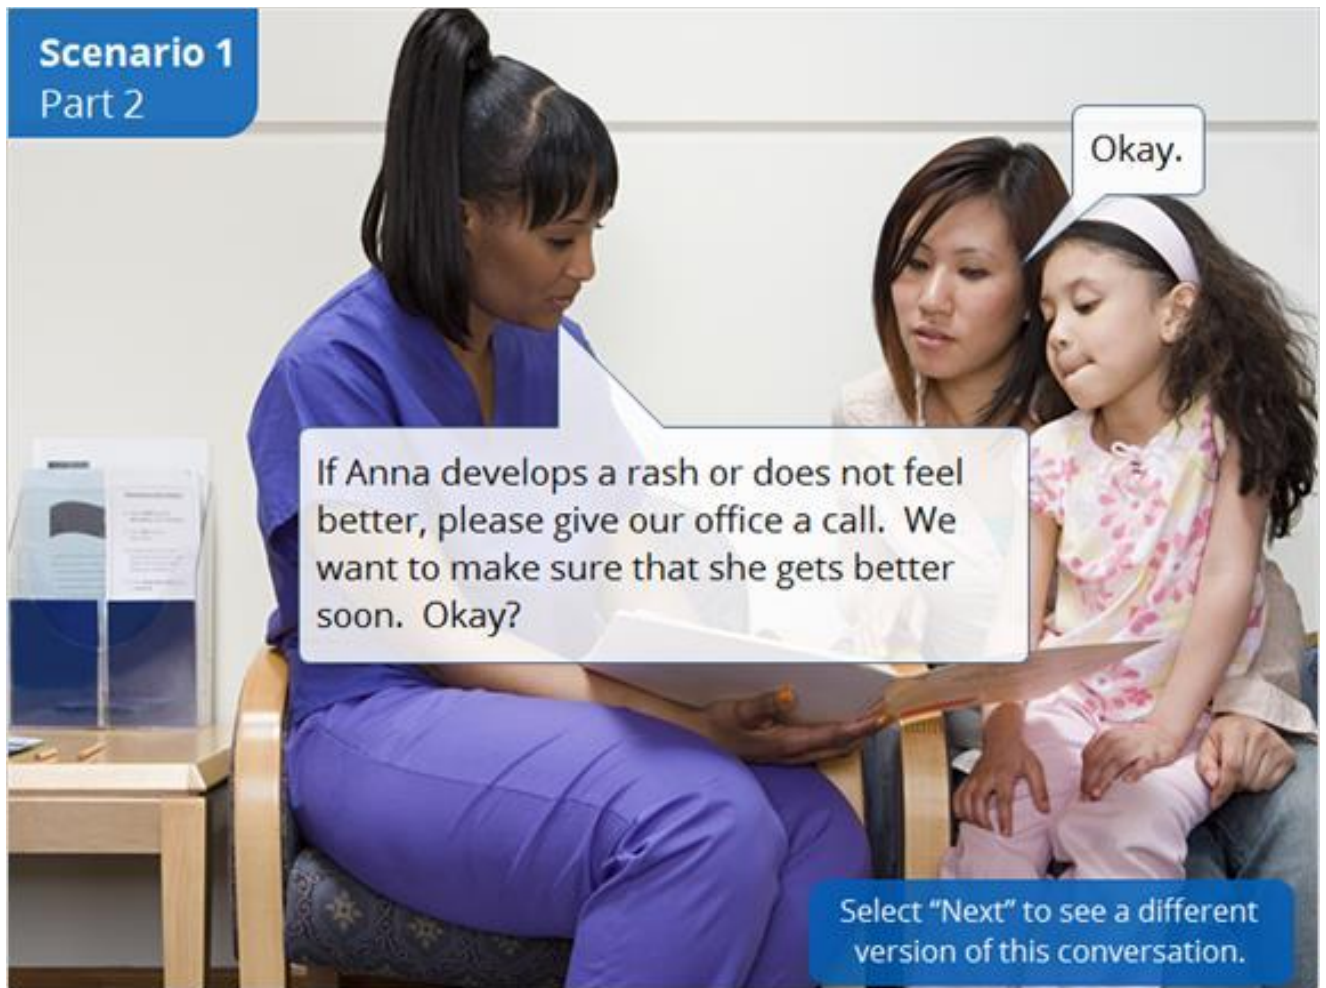 Scenario 1
Part 2
Okay.
If Anna develops a rash or does not feel
better, please give our office a call.  We
want to make sure that she gets better
soon.  Okay?
Select “Next” to see a different
version of this conversation.